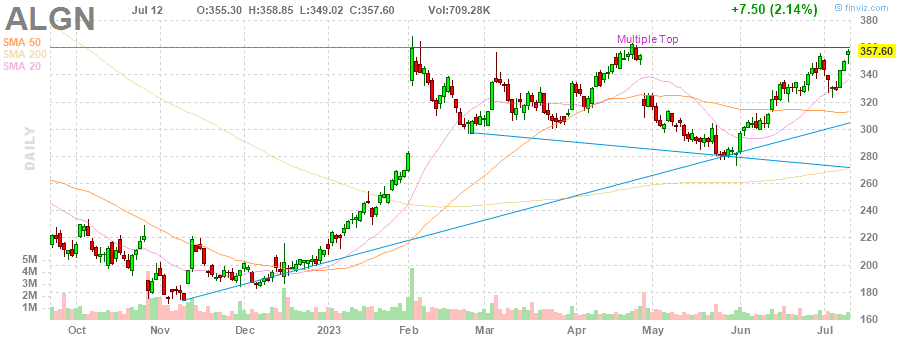 ALGN
Jul 12 O:355.30 H:358.85 L:349.02 C:357.60 Vol:709.28K
+7.50 (2.14%)
© finviz.com
SMA 50
SMA 200
SMA 20
Multiple Top
DAILY
380
357.60
340
320
300
280
260
240
220
200
180
160
5M
4M
3M
2M
1M
Oct Nov Dec 2023 Feb Mar Apr May Jun Jul